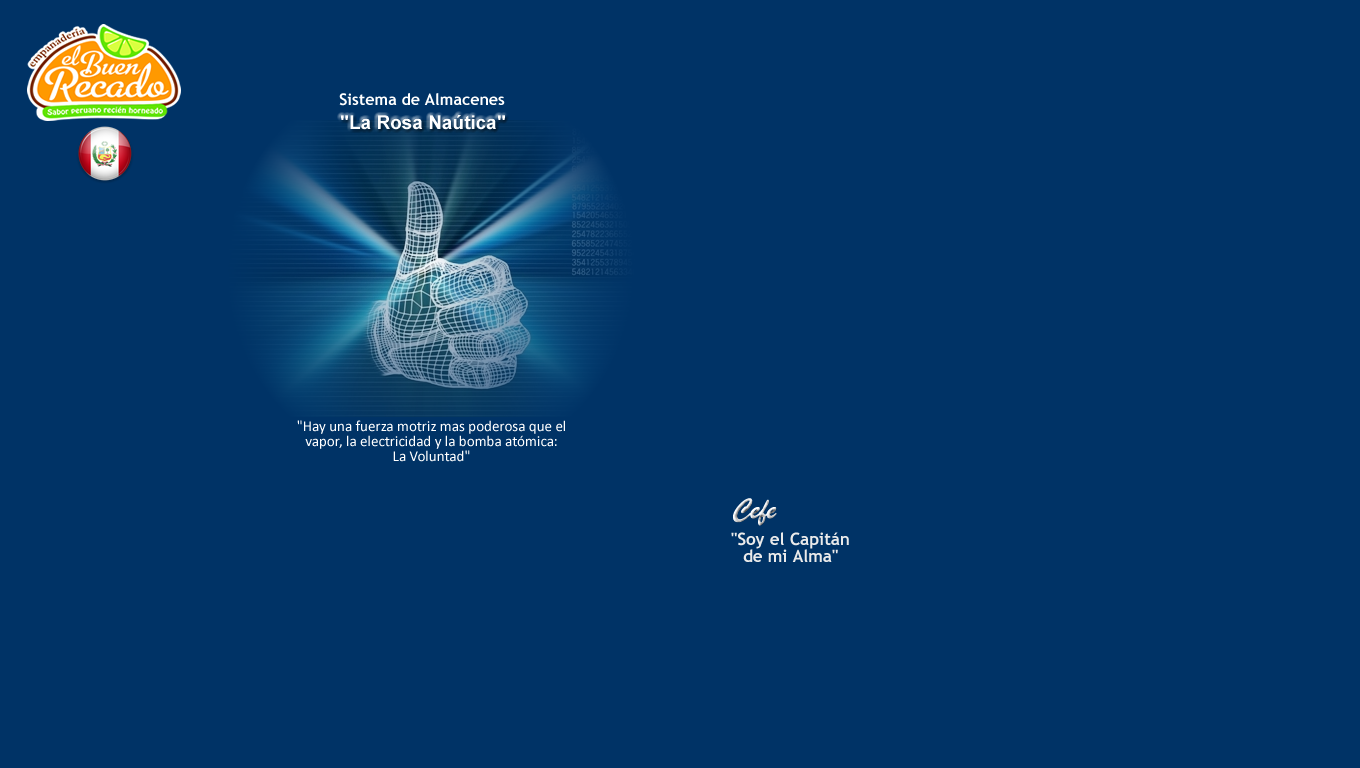 empanadería
el Buen
Recado
Sabor peruano recién horneado
Sistema de Almacenes
"La Rosa Naútica"
"Hay una fuerza motriz mas poderosa que el
vapor, la electricidad y la bomba atómica:
La Voluntad"
Cefe
"Soy el Capitán
de mi Alma"